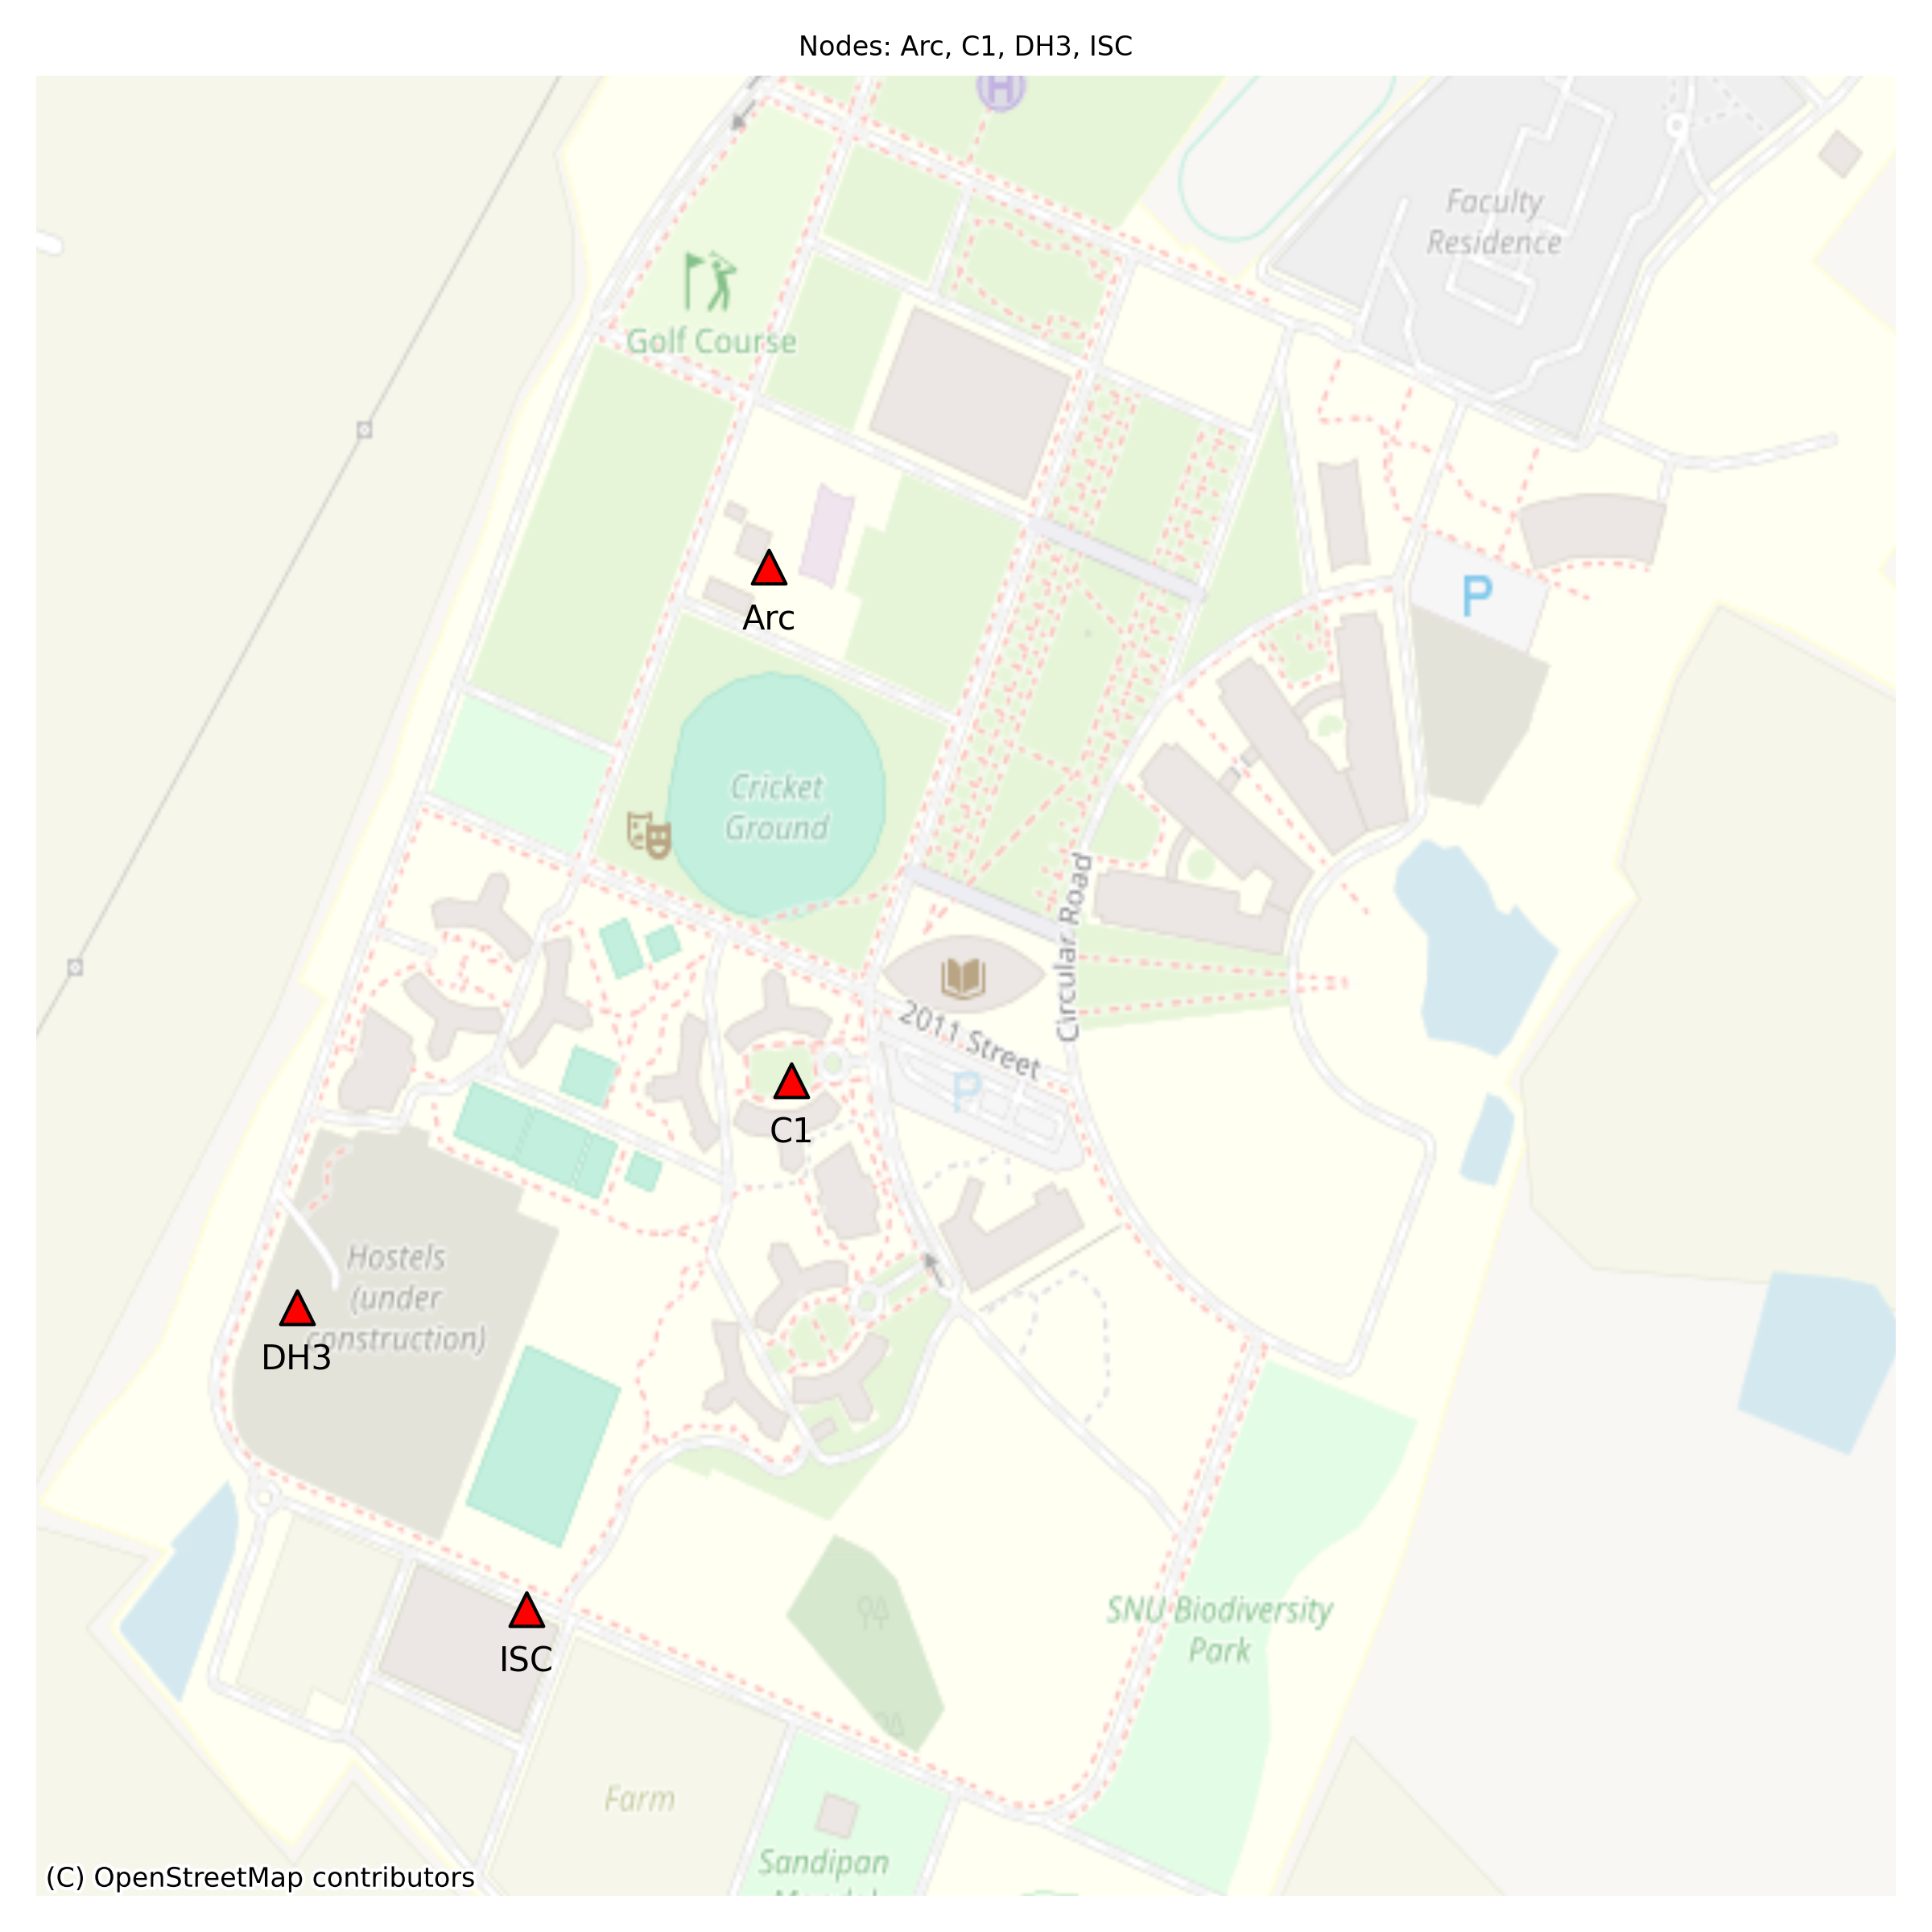 Nodes: Arc, C1, DH3, ISC
H
Faculty
Residence
Golf Course
P
Arc
Cricket
Ground
Circular Road
2011 Street
P
C1
Hostels
(under
construction)
DH3
SNU Biodiversity
Park
ISC
Farm
Sandipan
(C) OpenStreetMap contributors